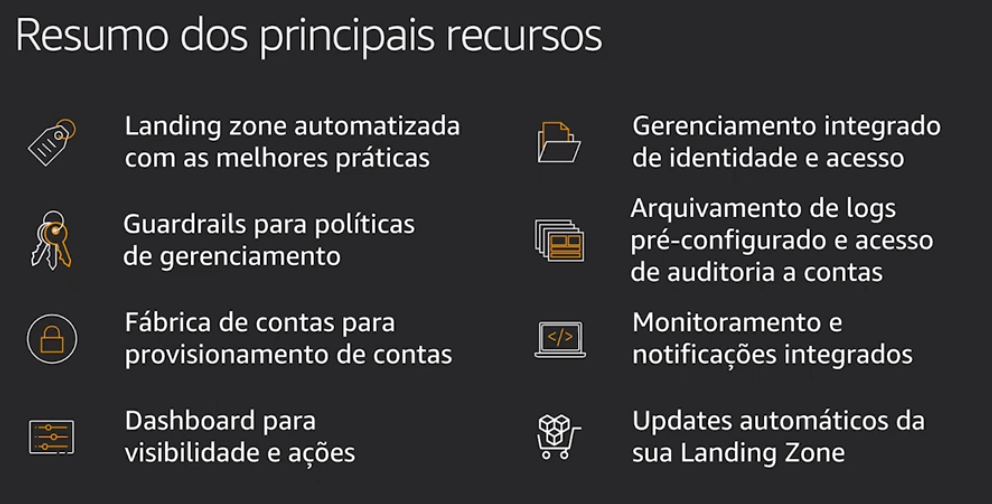 Resumo dos principais recursos
Landing zone automatizada
com as melhores práticas
Guardrails para políticas
de gerenciamento
Fábrica de contas para
provisionamento de contas
Dashboard para
visibilidade e ações
Gerenciamento integrado
de identidade e acesso
Arquivamento de logs
pré-configurado e acesso
de auditoria a contas
</>
Monitoramento e
notificações integrados
Updates automáticos da
sua Landing Zone